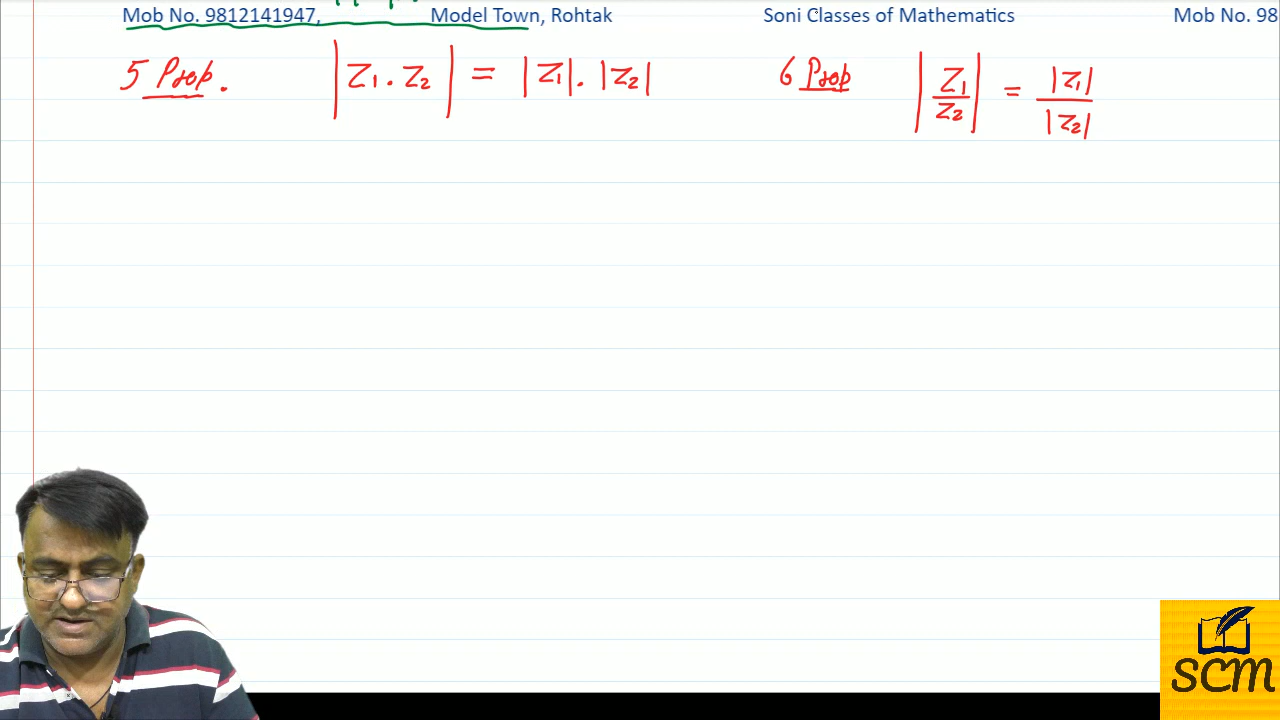 Mob No. 9812141947, Model Town, Rohtak Soni Classes of Mathematics Mob No. 98
5 Prop. |Z1 . Z2| = |Z1| . |Z2| 6 Prop |Z1/Z2| = |Z1|/|Z2|
SCM